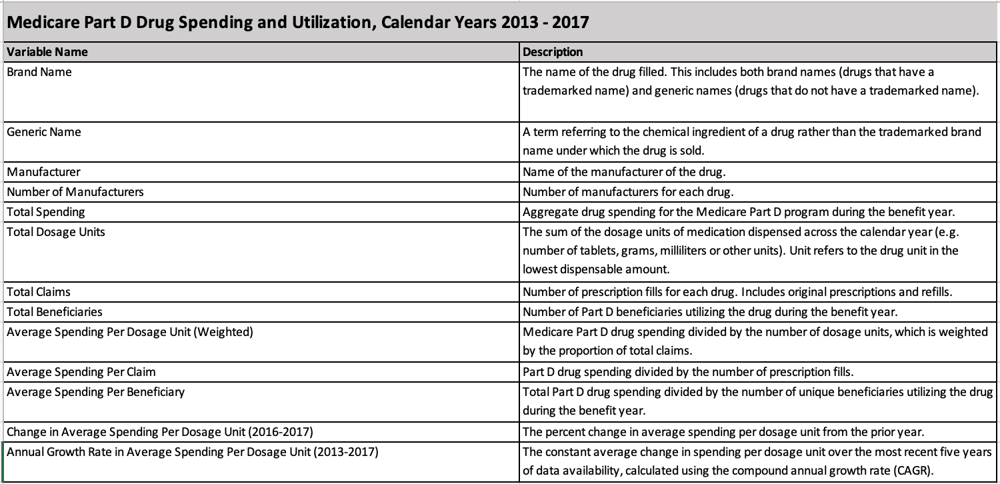 Medicare Part D Drug Spending and Utilization, Calendar Years 2013 - 2017
Variable Name
Description
Brand Name
The name of the drug filled. This includes both brand names (drugs that have a
trademarked name) and generic names (drugs that do not have a trademarked name).
Generic Name
A term referring to the chemical ingredient of a drug rather than the trademarked brand
name under which the drug is sold.
Manufacturer
Name of the manufacturer of the drug.
Number of Manufacturers
Number of manufacturers for each drug.
Total Spending
Aggregate drug spending for the Medicare Part D program during the benefit year.
Total Dosage Units
The sum of the dosage units of medication dispensed across the calendar year (e.g.
number of tablets, grams, milliliters or other units). Unit refers to the drug unit in the
lowest dispensable amount.
Total Claims
Number of prescription fills for each drug. Includes original prescriptions and refills.
Total Beneficiaries
Number of Part D beneficiaries utilizing the drug during the benefit year.
Average Spending Per Dosage Unit (Weighted)
Medicare Part D drug spending divided by the number of dosage units, which is weighted
by the proportion of total claims.
Average Spending Per Claim
Part D drug spending divided by the number of prescription fills.
Average Spending Per Beneficiary
Total Part D drug spending divided by the number of unique beneficiaries utilizing the drug
during the benefit year.
Change in Average Spending Per Dosage Unit (2016-2017)
The percent change in average spending per dosage unit from the prior year.
Annual Growth Rate in Average Spending Per Dosage Unit (2013-2017)
The constant average change in spending per dosage unit over the most recent five years
of data availability, calculated using the compound annual growth rate (CAGR).